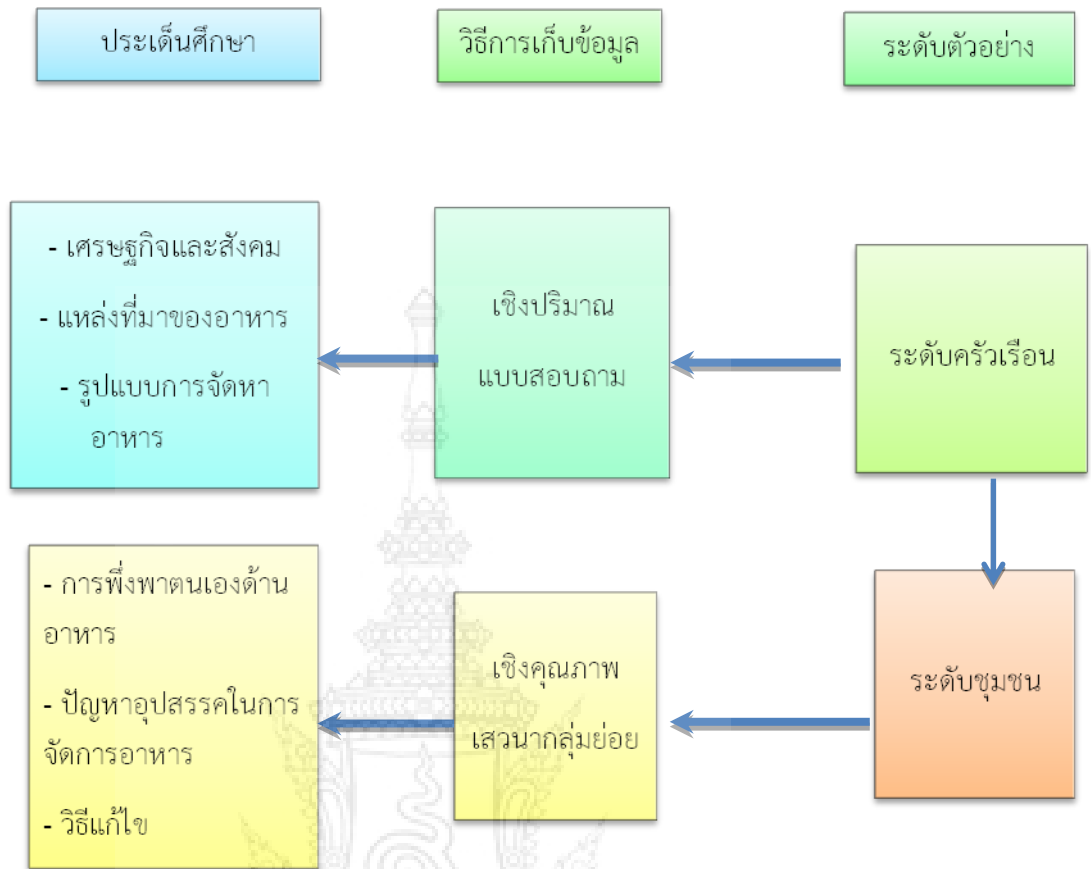 ประเด็นศึกษา
วิธีการเก็บข้อมูล
ระดับตัวอย่าง
- เศรษฐกิจและสังคม
- แหล่งที่มาของอาหาร
- รูปแบบการจัดหา
อาหาร
เชิงปริมาณ
แบบสอบถาม
ระดับครัวเรือน
- การพึ่งพาตนเองด้าน
อาหาร
- ปัญหาอุปสรรคในการ
จัดการอาหาร
- วิธีแก้ไข
เชิงคุณภาพ
เสวนากลุ่มย่อย
ระดับชุมชน